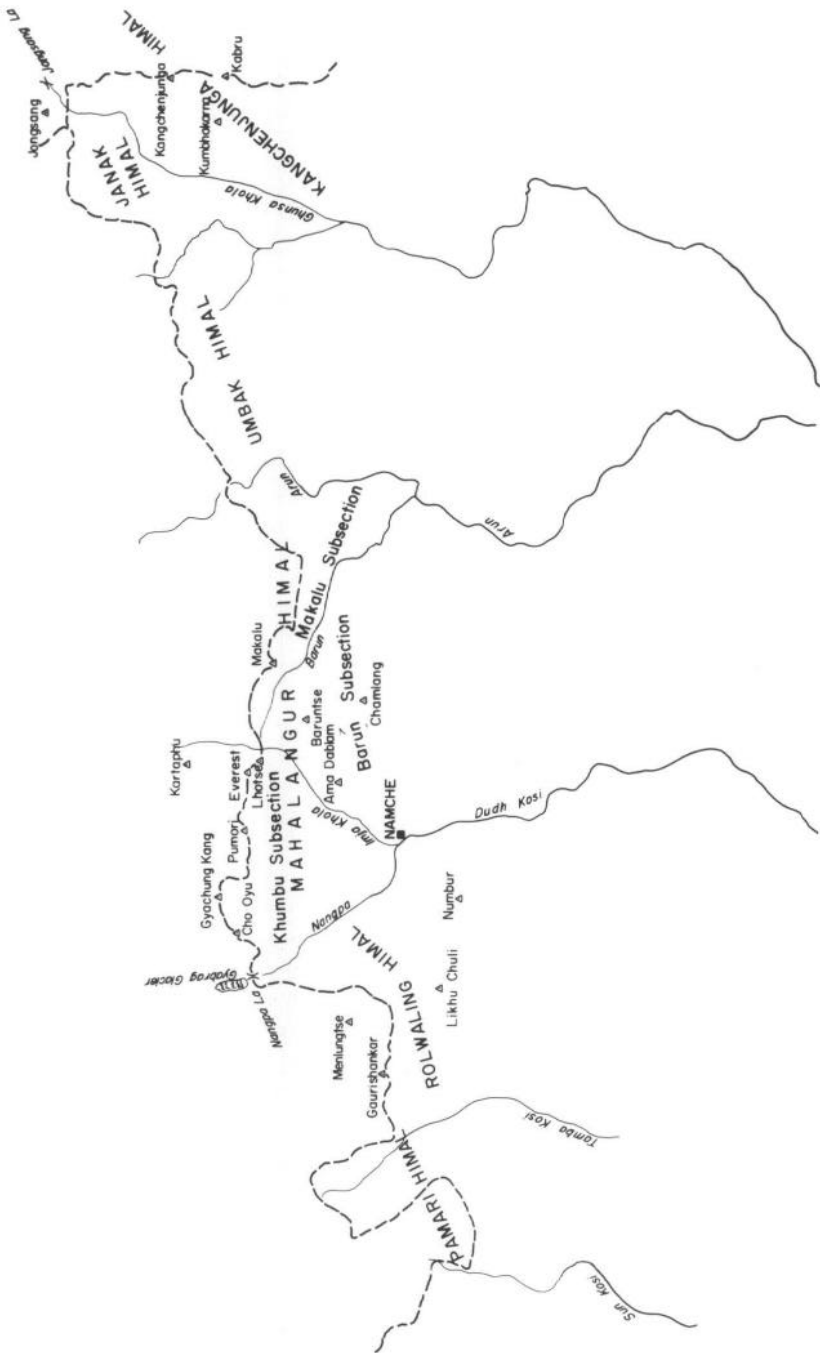 Jongsang La
Jongsang
JANAK
HIMAL
KANGCHENJUNGA HIMAL
Kangchenjunga
Kabru
Kumbhakarna
Ghunsa Khola
UMBAK HIMAL
Arun
Arun
Kartaphu
Gyachung Kang
Pumori
Everest
Lhotse
Makalu
Cho Oyu
Gyabrag Glacier
Nangpa La
Khumbu Subsection
MAHALANGUR HIMAL
Makalu Subsection
Barun
Baruntse
Barun Subsection
Ama Dablam
Chamlang
Imja Khola
NAMCHE
Nangpa
Dudh Kosi
Menlungtse
Gaurishankar
ROLWALING HIMAL
Likhu Chuli
Numbur
PAMARI HIMAL
Tamba Kosi
Sun Kosi